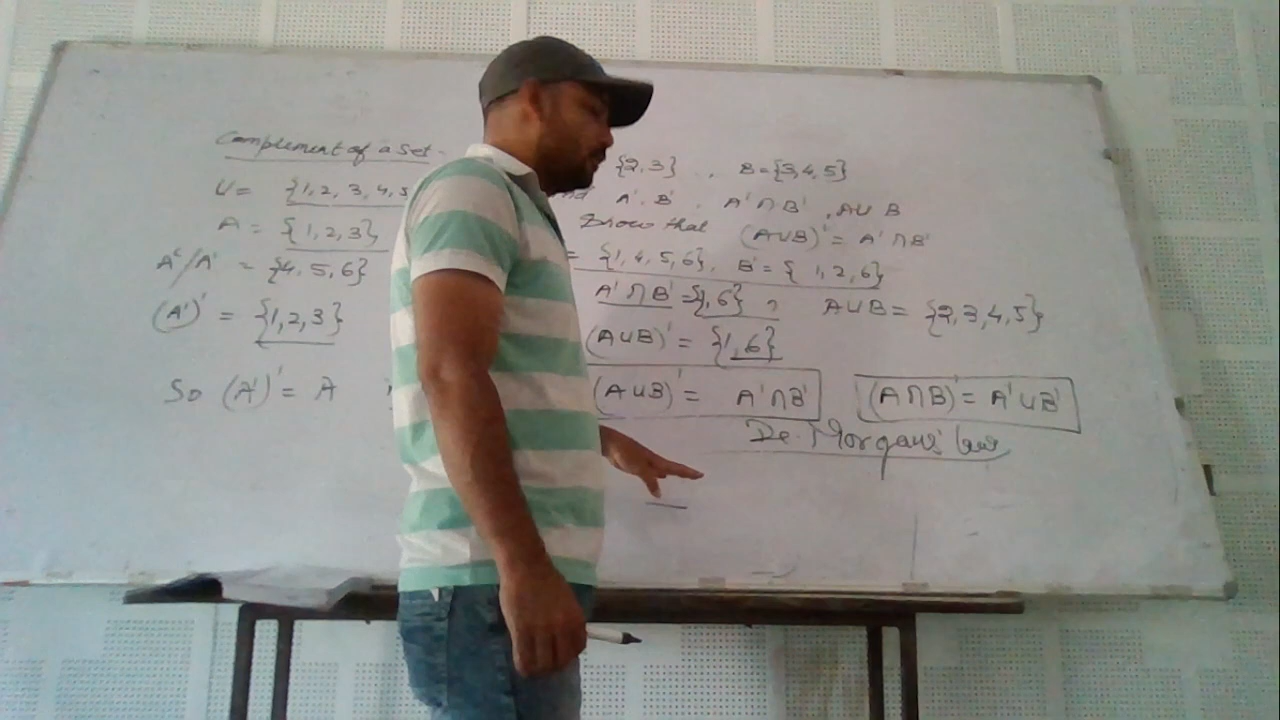 Complement of a set
U = {1, 2, 3, 4, 5
A = {1, 2, 3}
A^c/A' = {4, 5, 6}
(A')' = {1, 2, 3}
So (A')' = A
{2, 3} , B = {3, 4, 5}
A', B', A' ∩ B', A ∪ B
Prove that (A ∪ B)' = A' ∩ B'
= {1, 4, 5, 6}, B' = {1, 2, 6}
A' ∩ B' = {1, 6}, A ∪ B = {2, 3, 4, 5}
(A ∪ B)' = {1, 6}
(A ∪ B)' = A' ∩ B' (A ∩ B)' = A' ∪ B'
De. Morgans' law